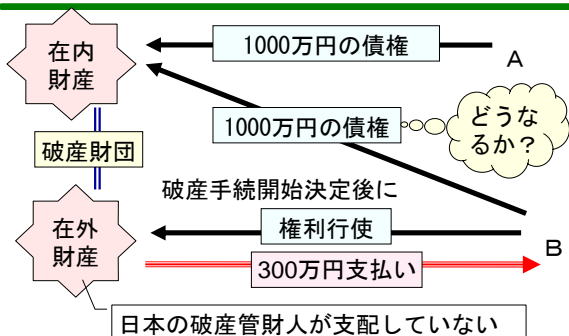 在内
財産
1000万円の債権
A
1000万円の債権
どうな
るか？
破産財団
破産手続開始決定後に
在外
財産
権利行使
B
300万円支払い
日本の破産管財人が支配していない